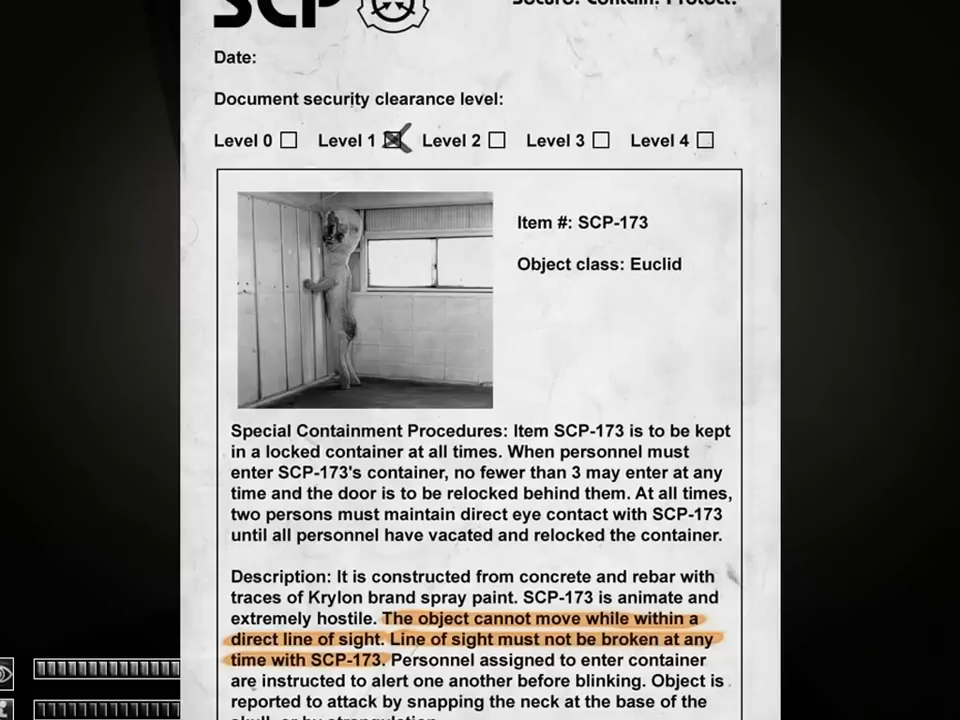 SCP
Secure. Contain. Protect.
Date:
Document security clearance level:
Level 0 Level 1 Level 2 Level 3 Level 4
Item #: SCP-173
Object class: Euclid
Special Containment Procedures: Item SCP-173 is to be kept
in a locked container at all times. When personnel must
enter SCP-173's container, no fewer than 3 may enter at any
time and the door is to be relocked behind them. At all times,
two persons must maintain direct eye contact with SCP-173
until all personnel have vacated and relocked the container.
Description: It is constructed from concrete and rebar with
traces of Krylon brand spray paint. SCP-173 is animate and
extremely hostile. The object cannot move while within a
direct line of sight. Line of sight must not be broken at any
time with SCP-173. Personnel assigned to enter container
are instructed to alert one another before blinking. Object is
reported to attack by snapping the neck at the base of the
skull, or by strangulation.